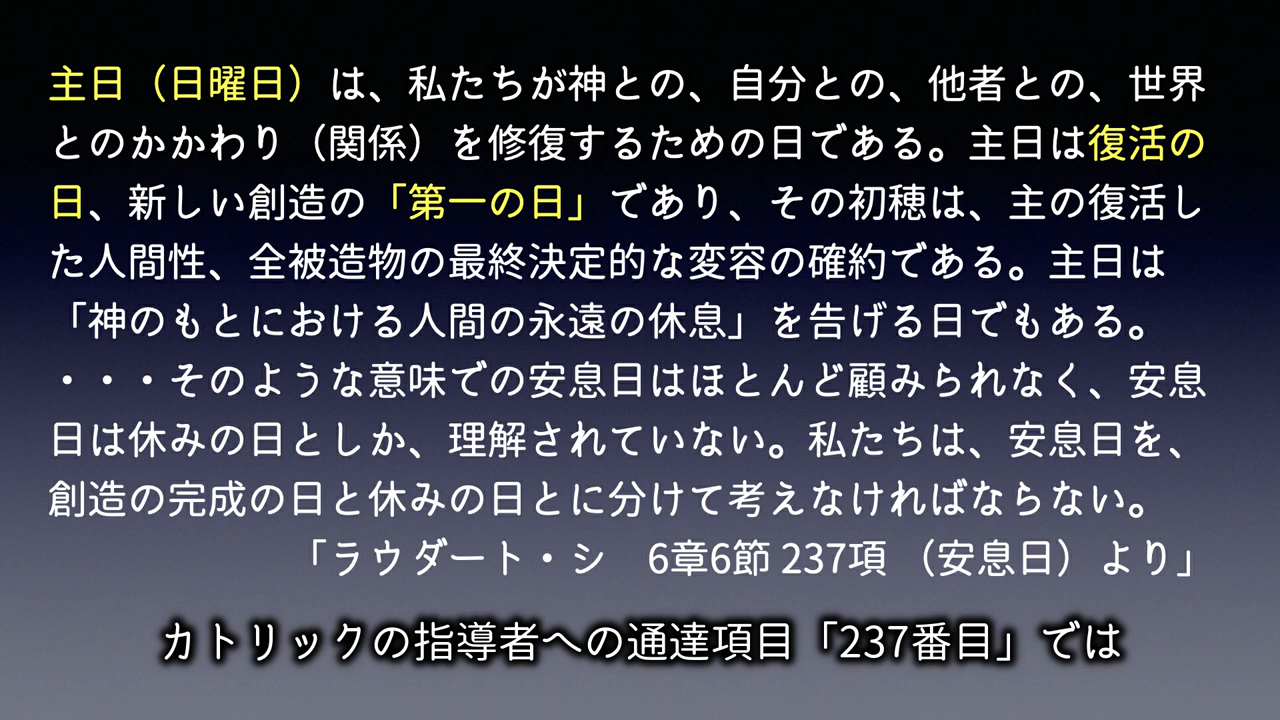 主日（日曜日）は、私たちが神との、自分との、他者との、世界
とのかかわり（関係）を修復するための日である。主日は復活の
日、新しい創造の「第一の日」であり、その初穂は、主の復活し
た人間性、全被造物の最終決定的な変容の確約である。主日は
「神のもとにおける人間の永遠の休息」を告げる日でもある。
・・・そのような意味での安息日はほとんど顧みられなく、安息
日は休みの日としか、理解されていない。私たちは、安息日を、
創造の完成の日と休みの日とに分けて考えなければならない。
「ラウダート・シ　6章6節 237項 （安息日）より」
カトリックの指導者への通達項目「237番目」では